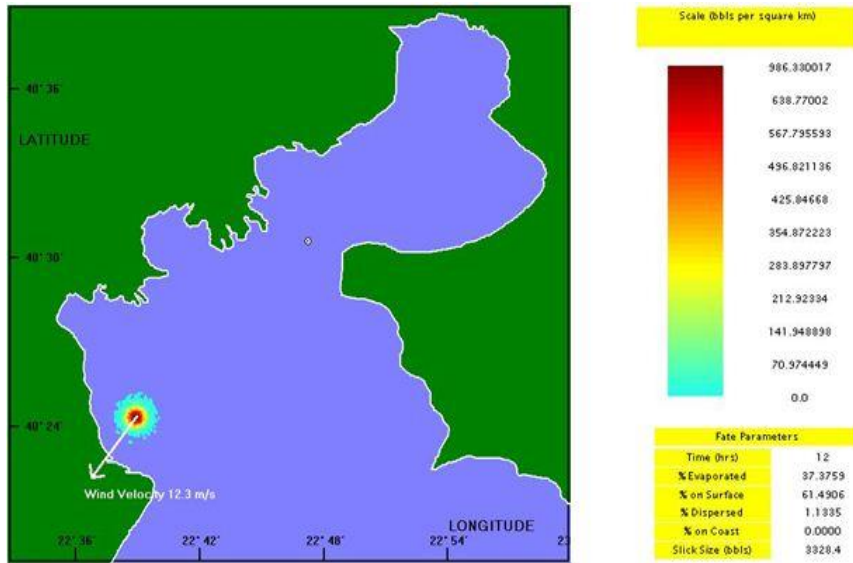 40° 36'
LATITUDE
40° 30'
40° 24'
Wind Velocity 12.3 m/s
LONGITUDE
22° 36' 22° 42' 22° 48' 22° 54' 23
Scale (bbls per square km)
986.330017
638.77002
567.795593
496.821136
425.84668
354.872223
283.897797
212.92334
141.948898
70.974449
0.0
Fate Parameters
Time (hrs) 12
% Evaporated 37.3759
% on Surface 61.4906
% Dispersed 1.1335
% on Coast 0.0000
Slick Size (bbls) 3328.4